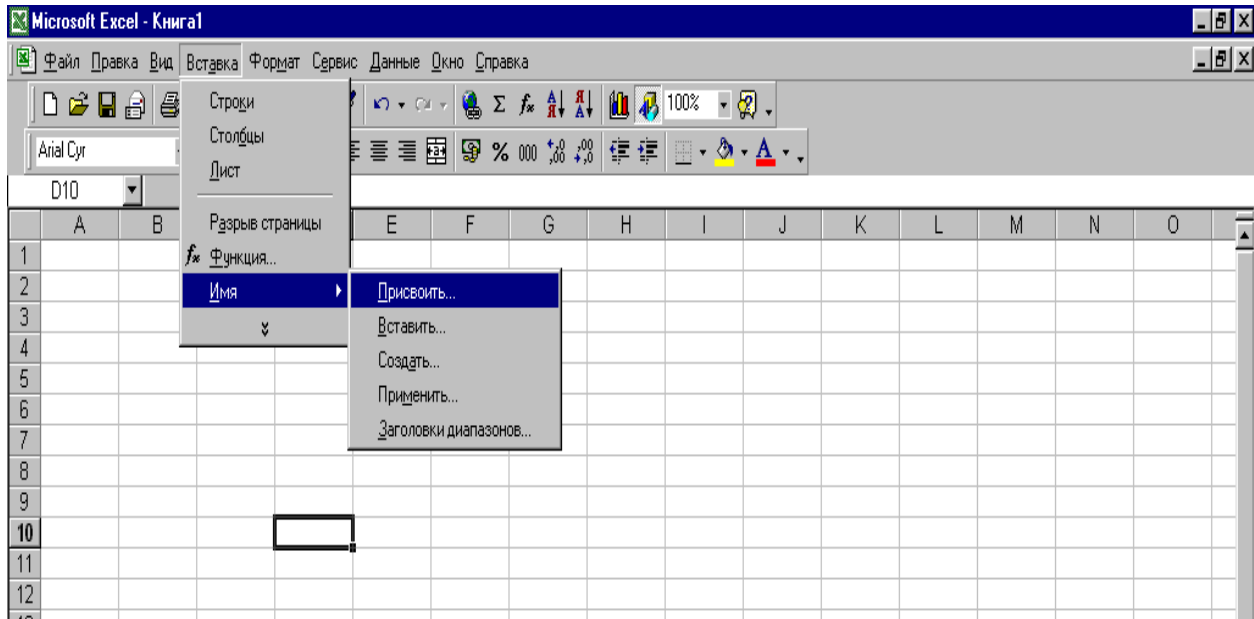 Microsoft Excel - Книга1
Файл Правка Вид Вставка Формат Сервис Данные Окно Справка
100%
Arial Cyr
% 000
D10
Строки
Столбцы
Лист
Разрыв страницы
Функция...
Имя
Присвоить...
Вставить...
Создать...
Применить...
Заголовки диапазонов...
A B E F G H I J K L M N O
1
2
3
4
5
6
7
8
9
10
11
12